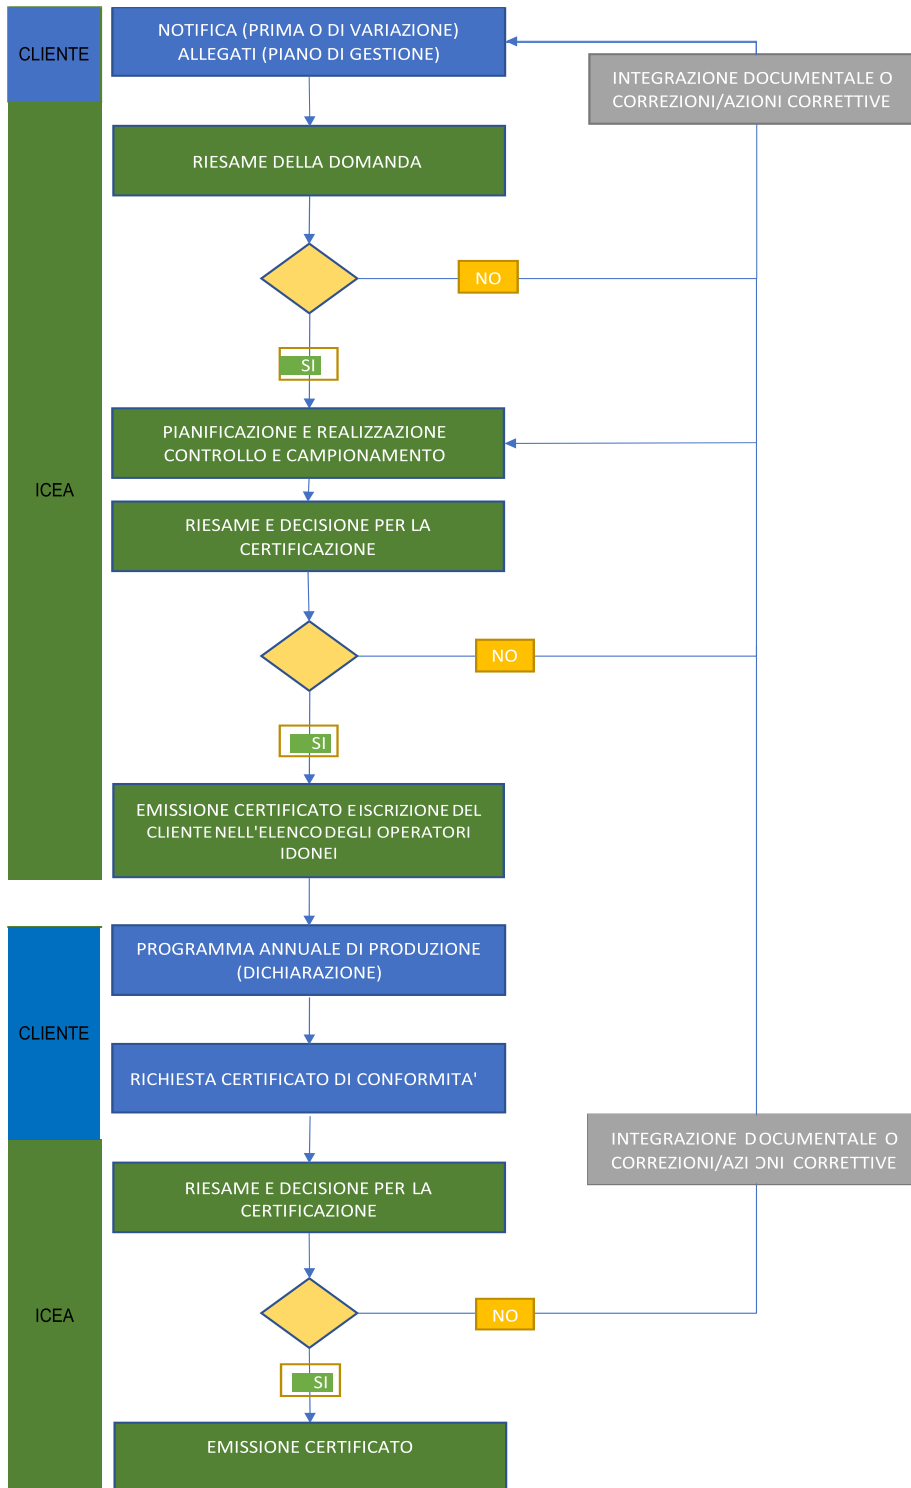 CLIENTE
NOTIFICA (PRIMA O DI VARIAZIONE)
ALLEGATI (PIANO DI GESTIONE)
INTEGRAZIONE DOCUMENTALE O
CORREZIONI/AZIONI CORRETTIVE
RIESAME DELLA DOMANDA
NO
SI
PIANIFICAZIONE E REALIZZAZIONE
CONTROLLO E CAMPIONAMENTO
ICEA
RIESAME E DECISIONE PER LA
CERTIFICAZIONE
NO
SI
EMISSIONE CERTIFICATO E ISCRIZIONE DEL
CLIENTE NELL'ELENCO DEGLI OPERATORI
IDONEI
PROGRAMMA ANNUALE DI PRODUZIONE
(DICHIARAZIONE)
CLIENTE
RICHIESTA CERTIFICATO DI CONFORMITA'
INTEGRAZIONE DOCUMENTALE O
CORREZIONI/AZIONI CORRETTIVE
RIESAME E DECISIONE PER LA
CERTIFICAZIONE
ICEA
NO
SI
EMISSIONE CERTIFICATO